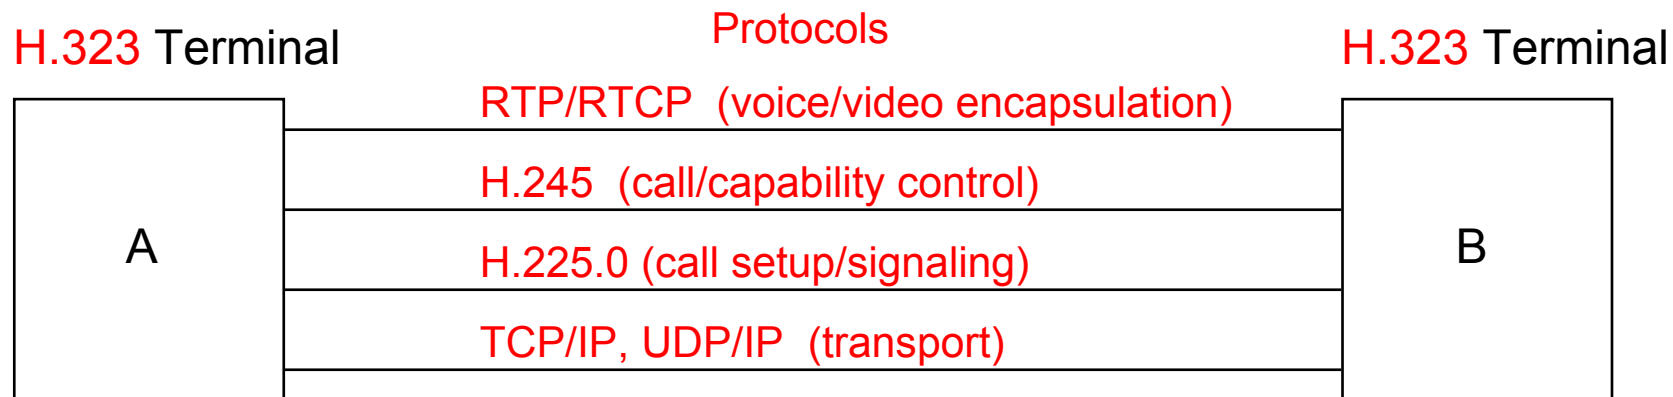 Protocols
H.323 Terminal
H.323 Terminal
RTP/RTCP (voice/video encapsulation)
H.245 (call/capability control)
A
B
H.225.0 (call setup/signaling)
TCP/IP, UDP/IP (transport)